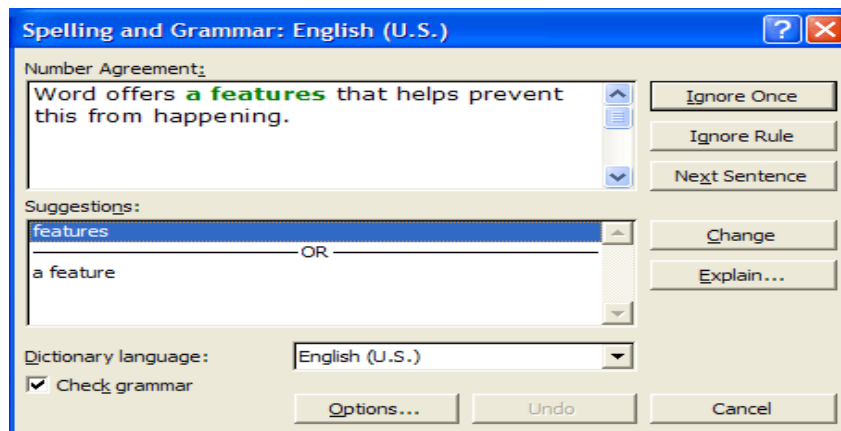 Spelling and Grammar: English (U.S.)
Number Agreement:
Word offers a features that helps prevent
this from happening.
Ignore Once
Ignore Rule
Next Sentence
Suggestions:
features
OR
a feature
Change
Explain...
Dictionary language:
English (U.S.)
Check grammar
Options...
Undo
Cancel